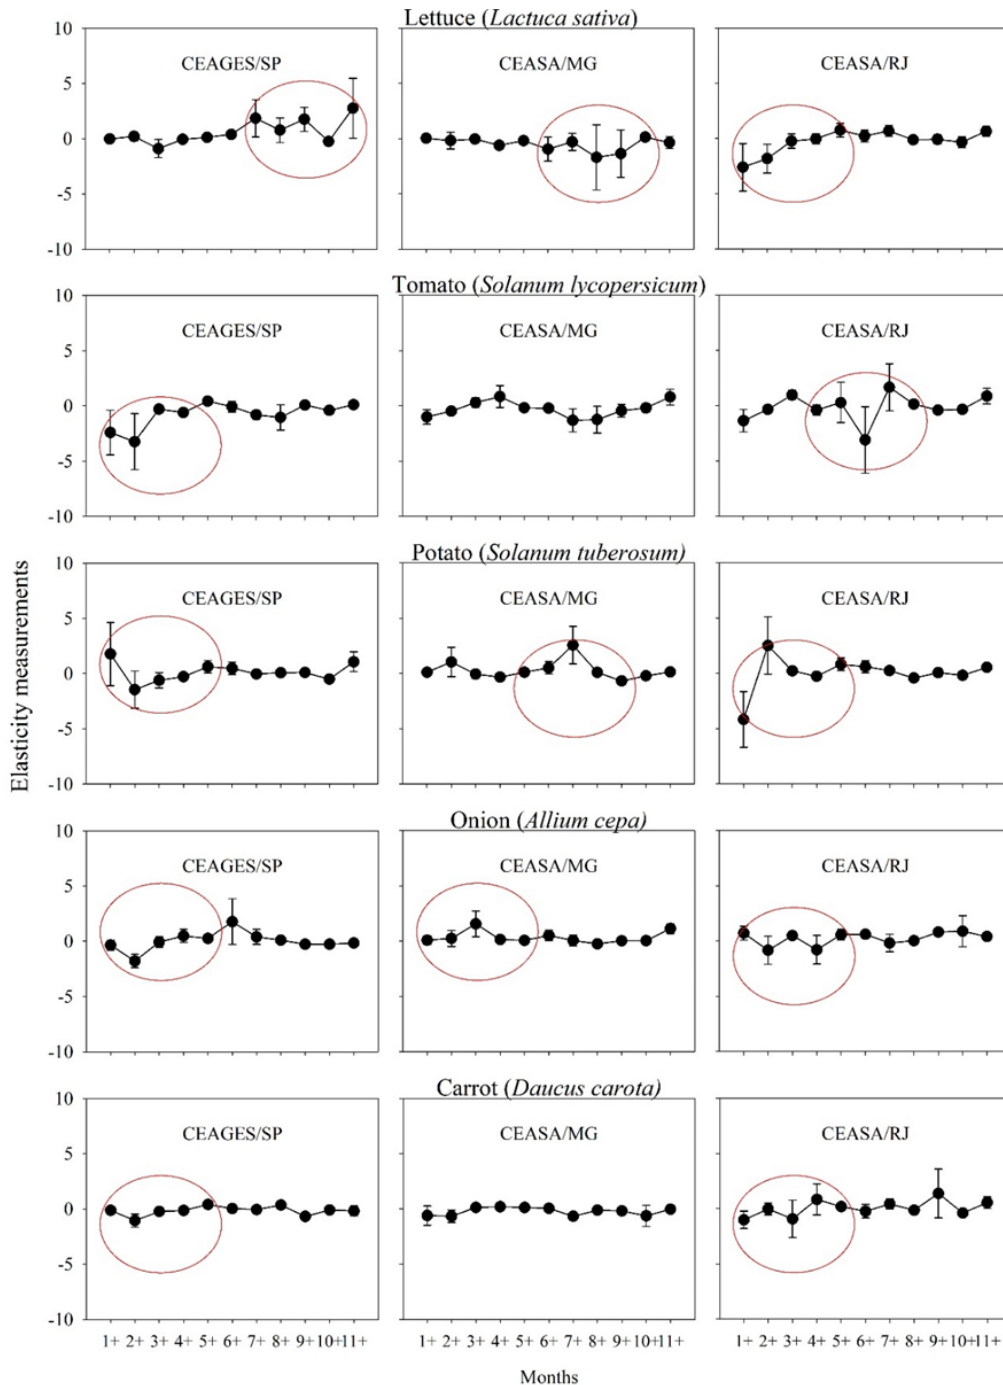 Lettuce (Lactuca sativa)
CEAGES/SP CEASA/MG CEASA/RJ
10
5
0
-5
-10
Tomato (Solanum lycopersicum)
CEAGES/SP CEASA/MG CEASA/RJ
10
5
0
-5
-10
Potato (Solanum tuberosum)
CEAGES/SP CEASA/MG CEASA/RJ
10
5
0
-5
-10
Elasticity measurements
Onion (Allium cepa)
CEAGES/SP CEASA/MG CEASA/RJ
10
5
0
-5
-10
Carrot (Daucus carota)
CEAGES/SP CEASA/MG CEASA/RJ
10
5
0
-5
-10
1+ 2+ 3+ 4+ 5+ 6+ 7+ 8+ 9+ 10+ 11+ 1+ 2+ 3+ 4+ 5+ 6+ 7+ 8+ 9+ 10+ 11+ 1+ 2+ 3+ 4+ 5+ 6+ 7+ 8+ 9+ 10+ 11+
Months